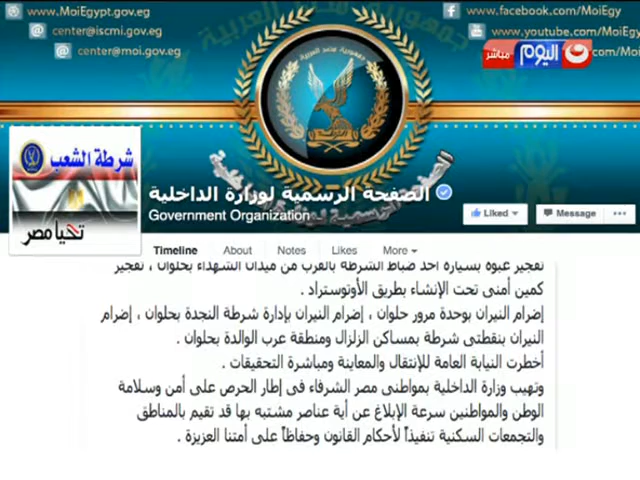 www.MoiEgypt.gov.eg
center@iscmi.gov.eg
center@moi.gov.eg
www.facebook.com/MoiEgy
www.youtube.com/MoiEgy
اليوم
مباشر
جمهورية مصر العربية
شرطة الشعب
تحيا مصر
الصفحة الرسمية لوزارة الداخلية
Government Organization
Liked
Message
Timeline About Notes Likes More
تفجير عبوة بسيارة أحد ضباط الشرطة بالقرب من ميدان الشهداء بحلوان ، تفجير
كمين أمنى تحت الإنشاء بطريق الأوتوستراد .
إضرام النيران بوحدة مرور حلوان ، إضرام النيران بإدارة شرطة النجدة بحلوان ، إضرام
النيران بنقطتى شرطة بمساكن الزلزال ومنطقة عرب الوالدة بحلوان .
أخطرت النيابة العامة للإنتقال والمعاينة ومباشرة التحقيقات .
وتهيب وزارة الداخلية بمواطنى مصر الشرفاء فى إطار الحرص على أمن وسلامة
الوطن والمواطنين سرعة الإبلاغ عن أية عناصر مشتبه بها قد تقيم بالمناطق
والتجمعات السكنية تنفيذاً لأحكام القانون وحفاظاً على أمتنا العزيزة .